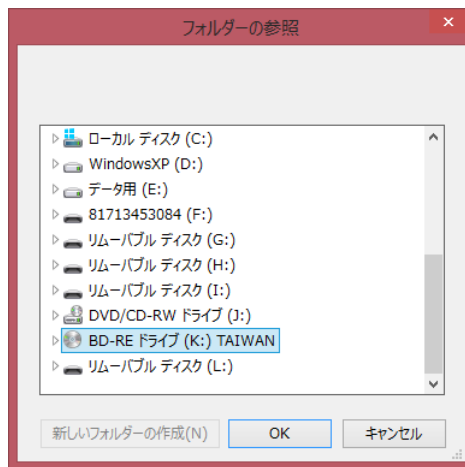 フォルダーの参照
ローカル ディスク (C:)
WindowsXP (D:)
データ用 (E:)
81713453084 (F:)
リムーバブル ディスク (G:)
リムーバブル ディスク (H:)
リムーバブル ディスク (I:)
DVD/CD-RW ドライブ (J:)
BD-RE ドライブ (K:) TAIWAN
リムーバブル ディスク (L:)
新しいフォルダーの作成(N) OK キャンセル